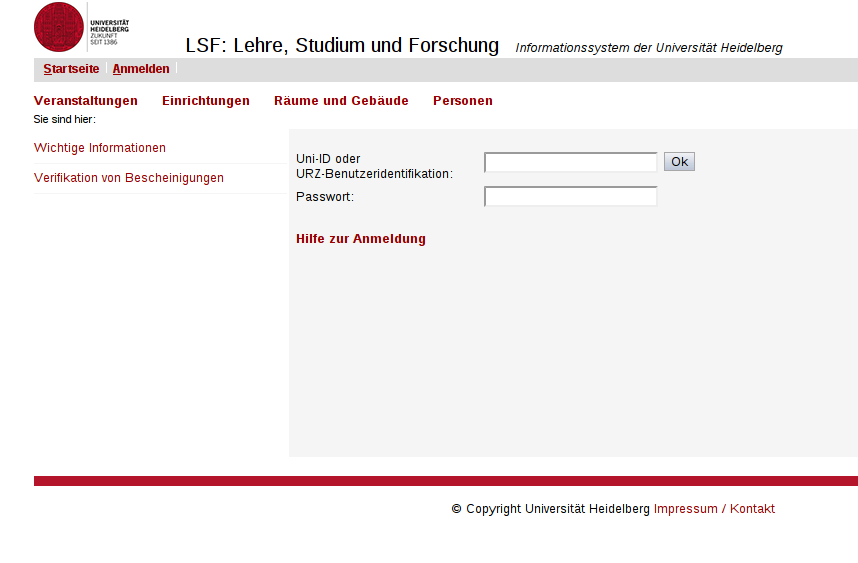 UNIVERSITÄT
HEIDELBERG
ZUKUNFT
SEIT 1386
LSF: Lehre, Studium und Forschung Informationssystem der Universität Heidelberg
Startseite Anmelden
Veranstaltungen Einrichtungen Räume und Gebäude Personen
Sie sind hier:
Wichtige Informationen
Verifikation von Bescheinigungen
Uni-ID oder
URZ-Benutzeridentifikation:
Ok
Passwort:
Hilfe zur Anmeldung
© Copyright Universität Heidelberg Impressum / Kontakt